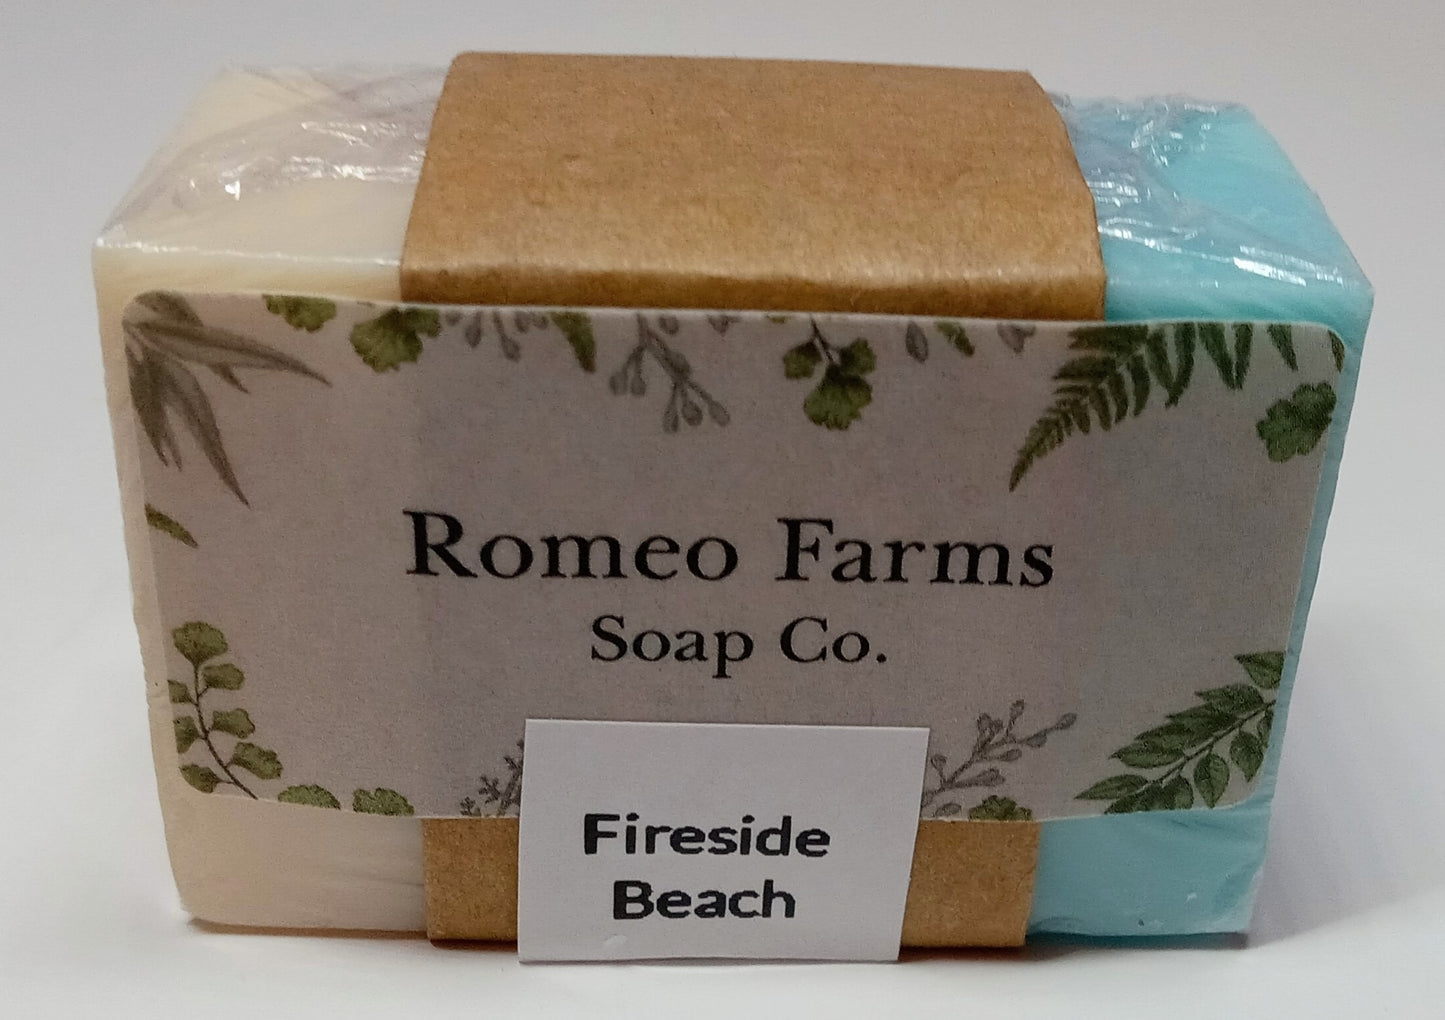 Romeo Farms
Soap Co.
Fireside
Beach